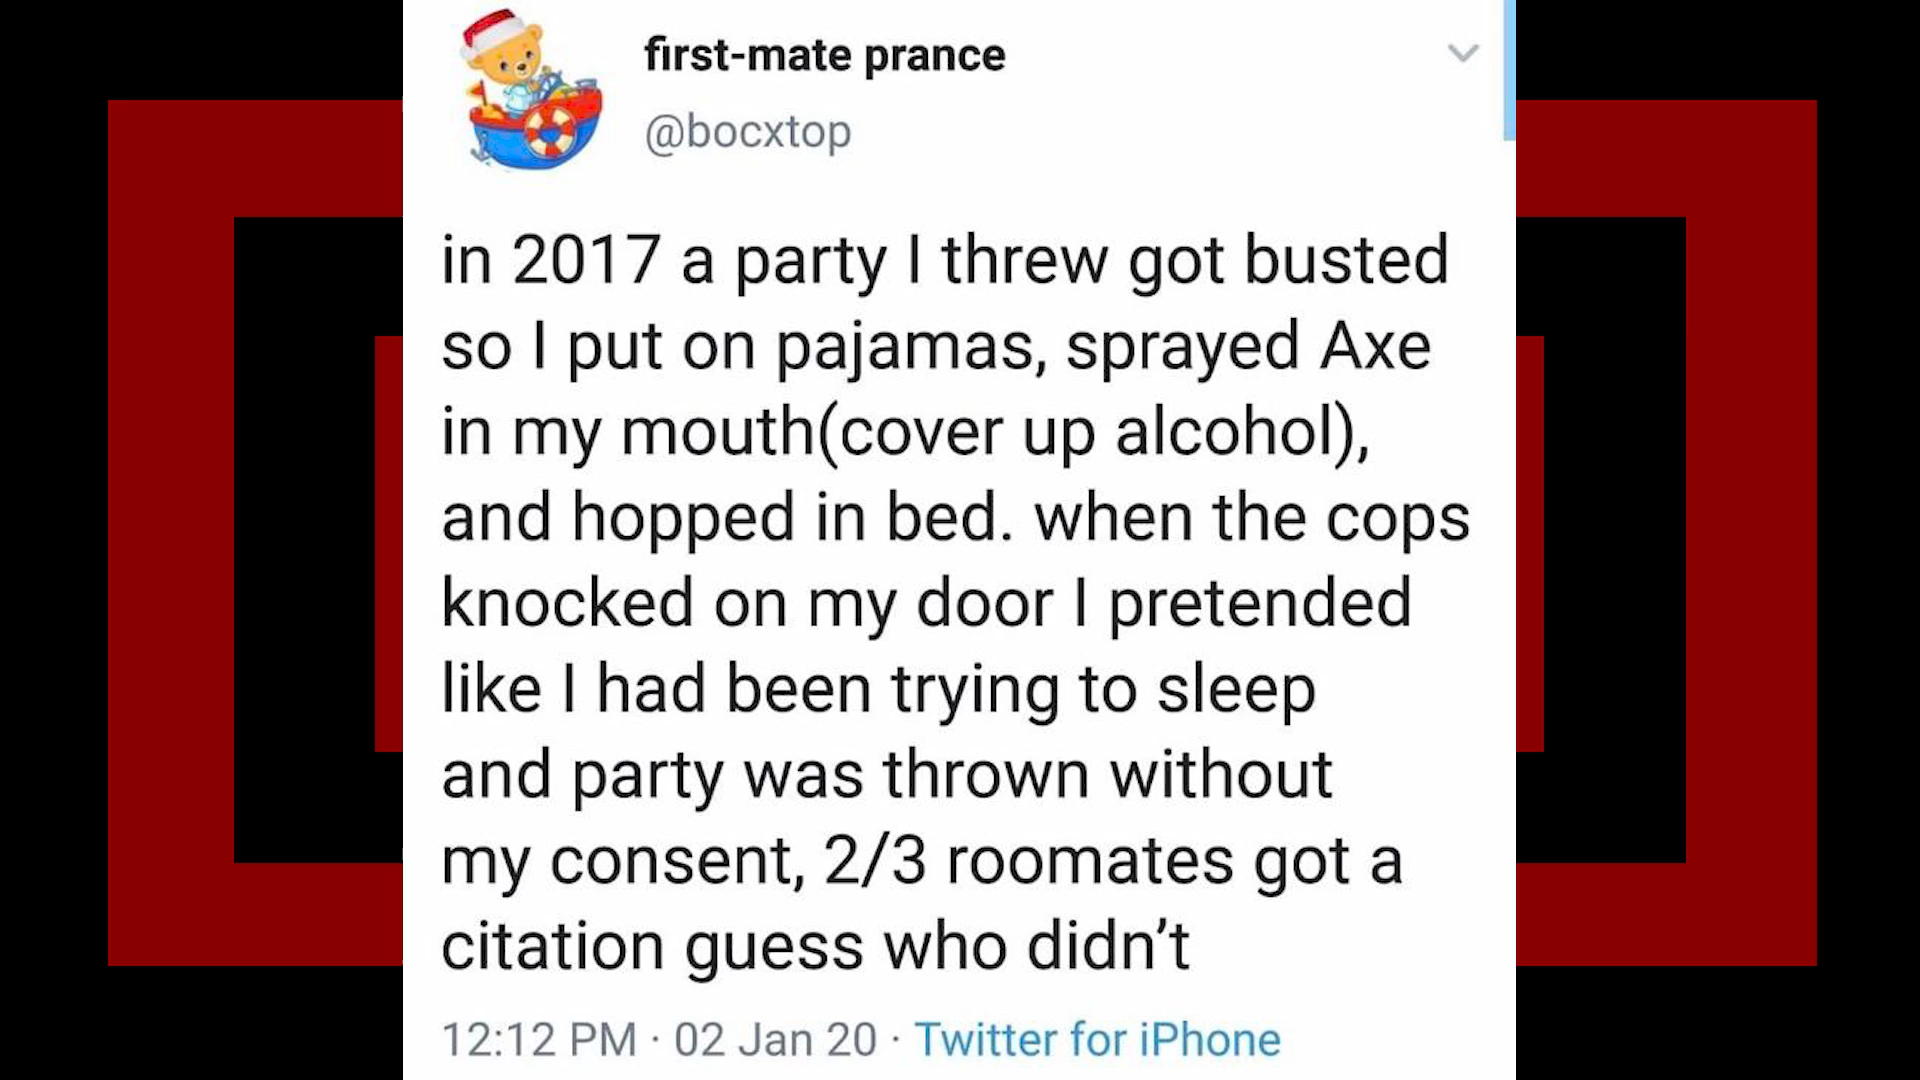 first-mate prance
@bocxtop
in 2017 a party I threw got busted
so I put on pajamas, sprayed Axe
in my mouth(cover up alcohol),
and hopped in bed. when the cops
knocked on my door I pretended
like I had been trying to sleep
and party was thrown without
my consent, 2/3 roomates got a
citation guess who didn’t
12:12 PM · 02 Jan 20 · Twitter for iPhone